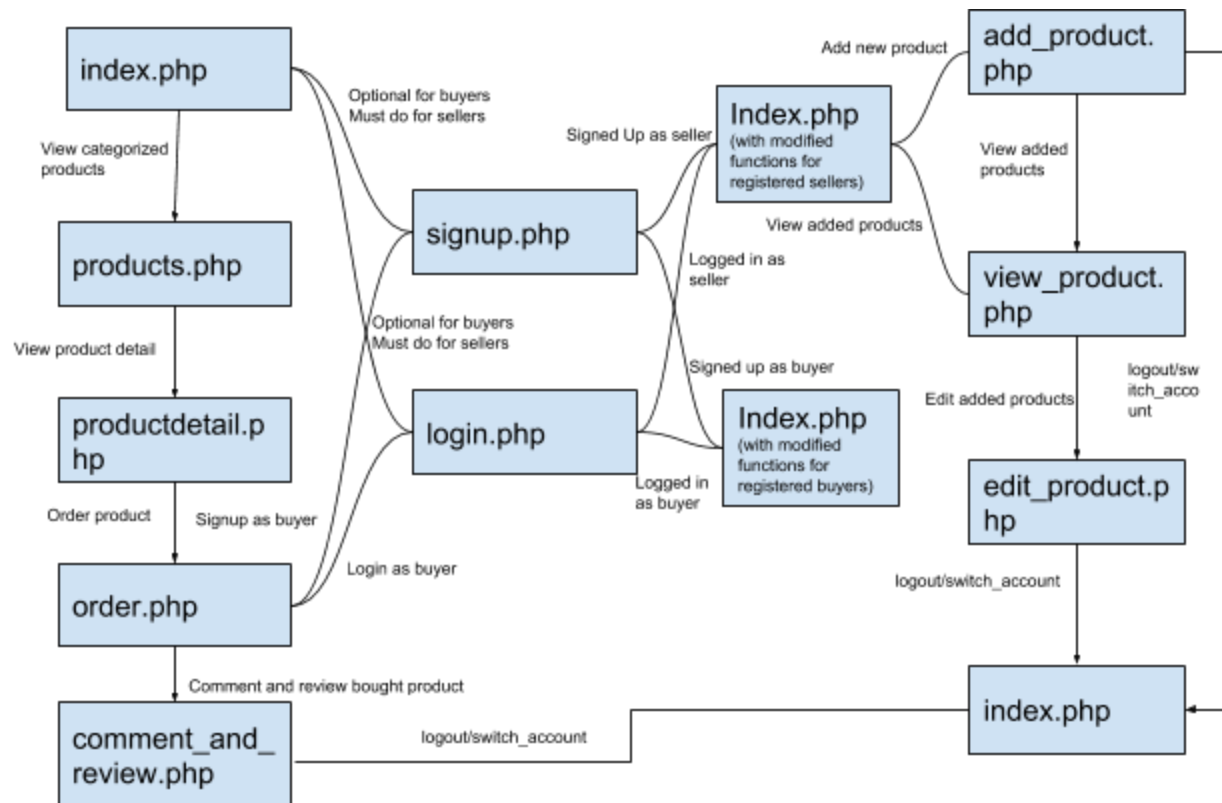 index.php
View categorized
products
products.php
View product detail
productdetail.p
hp
Order product
order.php
Comment and review bought product
comment_and_
review.php
Optional for buyers
Must do for sellers
signup.php
Optional for buyers
Must do for sellers
login.php
Signup as buyer
Login as buyer
logout/switch_account
Signed Up as seller
Index.php
(with modified
functions for
registered sellers)
Logged in as
seller
Signed up as buyer
Index.php
(with modified
functions for
registered buyers)
Logged in
as buyer
Add new product
add_product.
php
View added
products
View added products
view_product.
php
Edit added products
logout/sw
itch_acco
unt
edit_product.p
hp
logout/switch_account
index.php